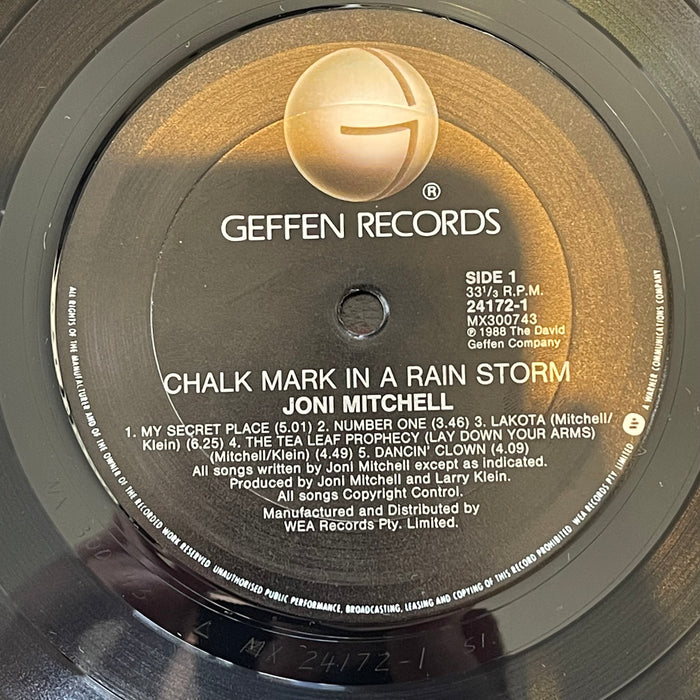 ®
GEFFEN RECORDS
SIDE 1
33⅓ R.P.M.
24172-1
MX300743
℗ 1988 The David
Geffen Company
CHALK MARK IN A RAIN STORM
JONI MITCHELL
1. MY SECRET PLACE (5.01) 2. NUMBER ONE (3.46) 3. LAKOTA (Mitchell/
Klein) (6.25) 4. THE TEA LEAF PROPHECY (LAY DOWN YOUR ARMS)
(Mitchell/Klein) (4.49) 5. DANCIN' CLOWN (4.09)
All songs written by Joni Mitchell except as indicated.
Produced by Joni Mitchell and Larry Klein.
All songs Copyright Control.
Manufactured and Distributed by
WEA Records Pty. Limited.
ALL RIGHTS OF THE MANUFACTURER AND OF THE OWNER OF THE RECORDED WORK RESERVED UNAUTHORISED PUBLIC PERFORMANCE, BROADCASTING, LEASING AND COPYING OF THIS RECORD PROHIBITED WEA RECORDS PTY. LIMITED A WARNER COMMUNICATIONS COMPANY
MX 24172-1 S1